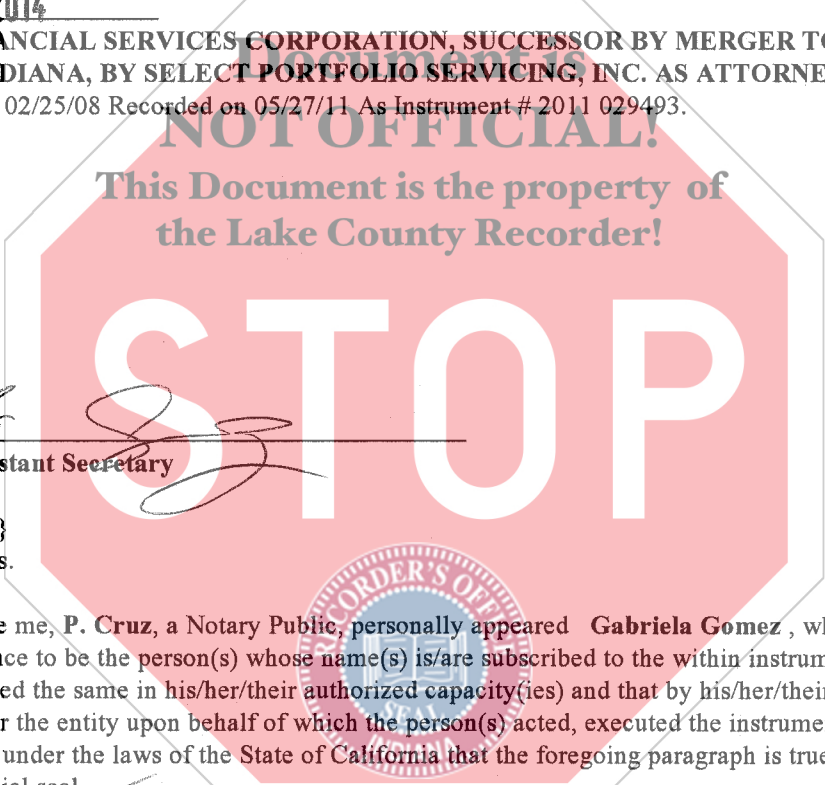 2014
ANCIAL SERVICES CORPORATION, SUCCESSOR BY MERGER TO
DIANA, BY SELECT PORTFOLIO SERVICING, INC. AS ATTORNE
02/25/08 Recorded on 05/27/11 As Instrument # 2011 029493.
Document is
NOT OFFICIAL!
This Document is the property of
the Lake County Recorder!
STOP
stant Secretary
}
s.
e me, P. Cruz, a Notary Public, personally appeared Gabriela Gomez , wh
nce to be the person(s) whose name(s) is/are subscribed to the within instrum
ed the same in his/her/their authorized capacity(ies) and that by his/her/their
r the entity upon behalf of which the person(s) acted, executed the instrume
under the laws of the State of California that the foregoing paragraph is true
cial seal
RECORDER'S OFFICE
SEAL
INDIANA